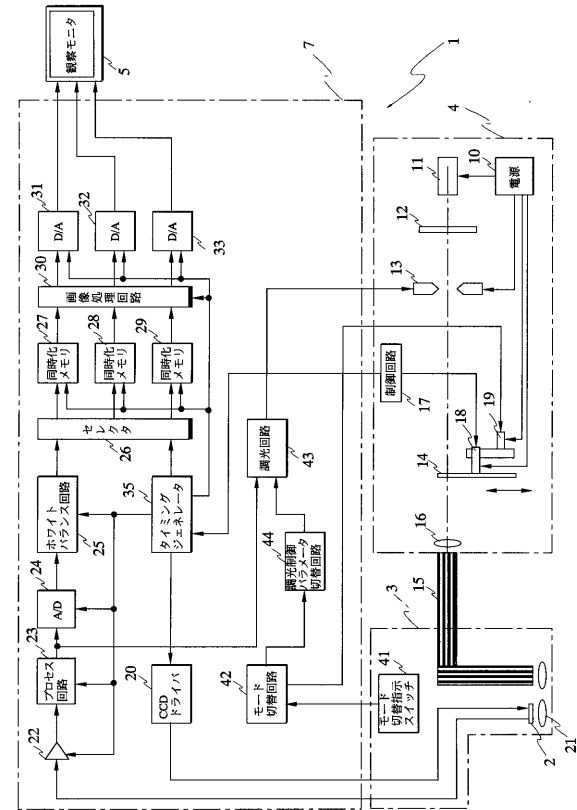 観察モニタ
5
7
1
4
22
プロセス
回路
23
A/D
24
ホワイト
バランス回路
25
セレクタ
26
同時化
メモリ
27
同時化
メモリ
28
同時化
メモリ
29
画像処理回路
30
D/A
31
D/A
32
D/A
33
タイミング
ジェネレータ
35
CCD
ドライバ
20
モード
切替回路
42
調光制御
パラメータ
切替回路
44
調光回路
43
モード
切替指示
スイッチ
41
3
2
21
15
16
14
18
19
制御回路
17
13
12
11
電源
10